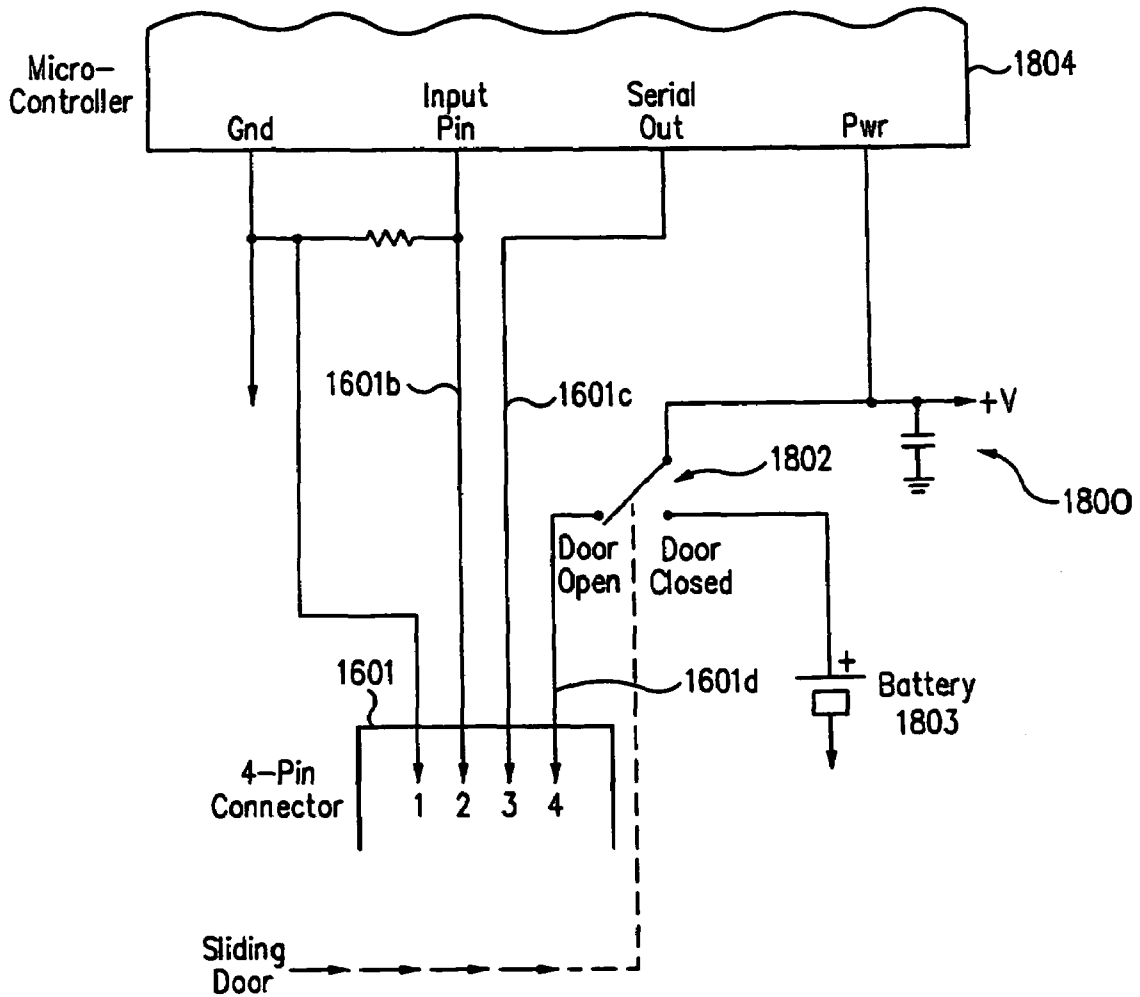 Micro-
Controller
1804
Gnd
Input
Pin
Serial
Out
Pwr
1601b
1601c
+V
1802
1800
Door
Open
Door
Closed
1601
1601d
+
Battery
1803
4-Pin
Connector
1 2 3 4
Sliding
Door